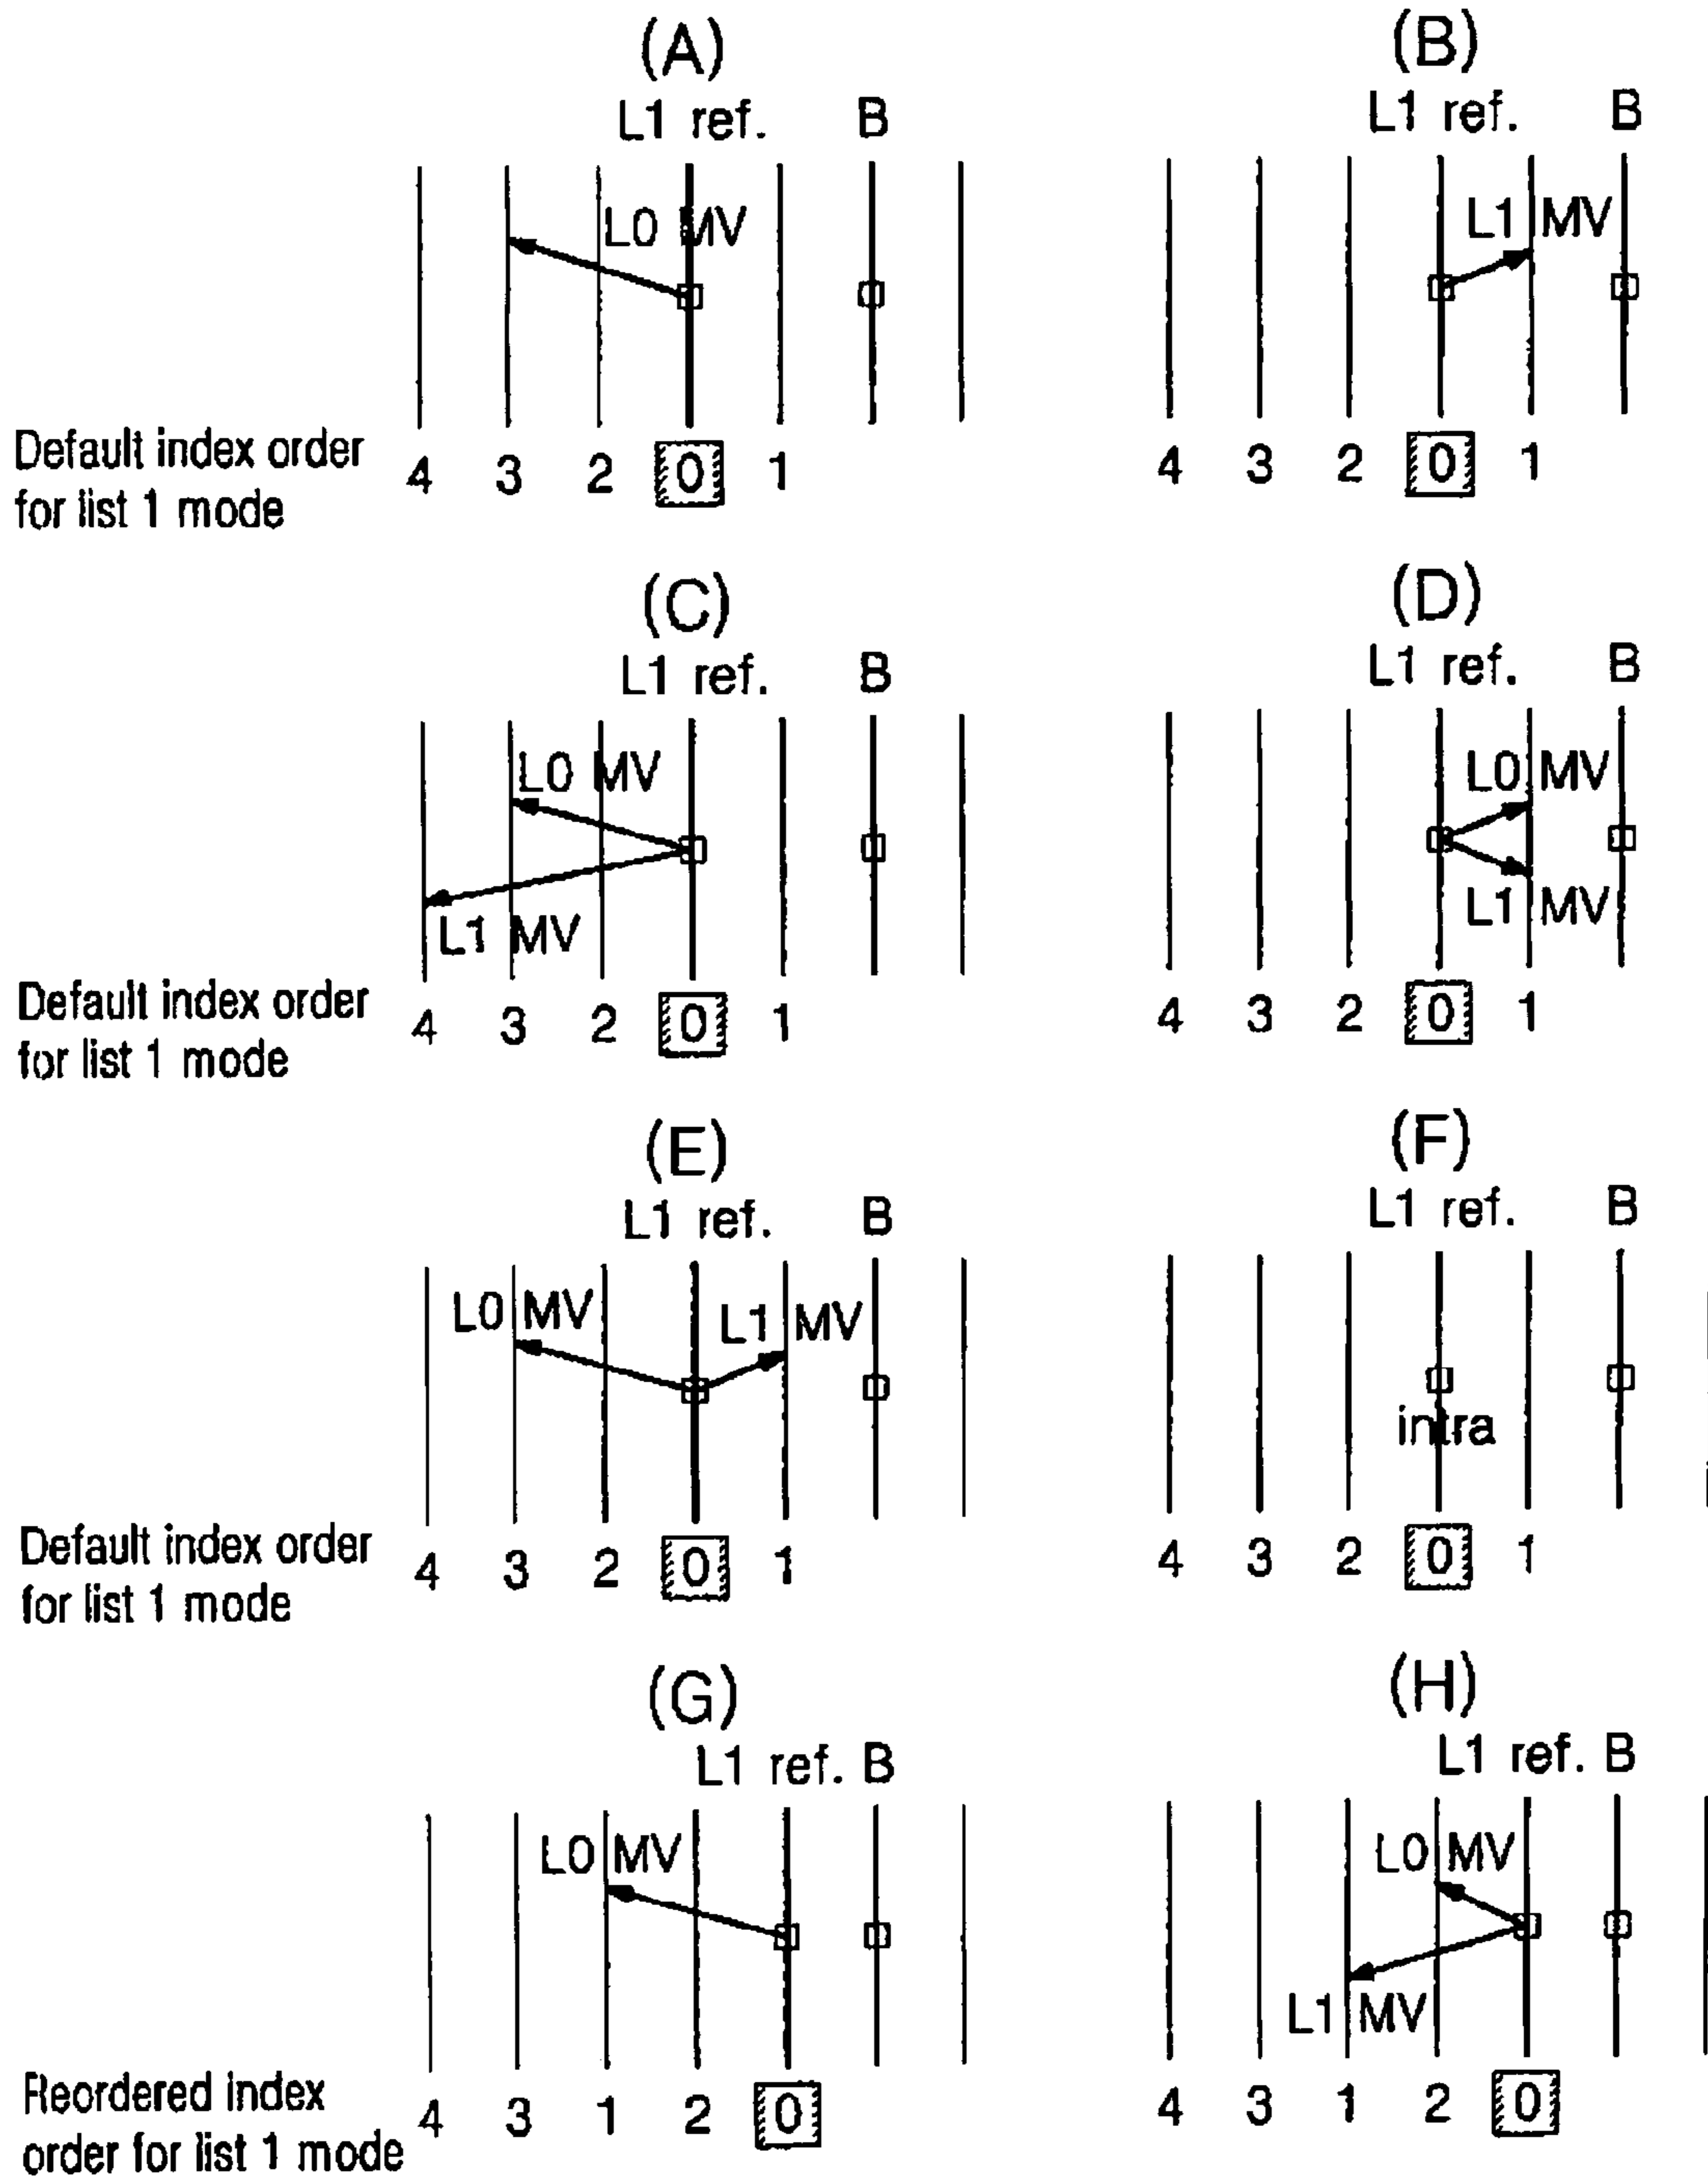 (A)
L1 ref. B
L0 MV
Default index order
for list 1 mode
4 3 2 0 1
(B)
L1 ref. B
L1 MV
4 3 2 0 1
(C)
L1 ref. B
L0 MV
L1 MV
Default index order
for list 1 mode
4 3 2 0 1
(D)
L1 ref. B
L0 MV
L1 MV
4 3 2 0 1
(E)
L1 ref. B
L0 MV L1 MV
Default index order
for list 1 mode
4 3 2 0 1
(F)
L1 ref. B
intra
4 3 2 0 1
(G)
L1 ref. B
L0 MV
Reordered index
order for list 1 mode
4 3 1 2 0
(H)
L1 ref. B
L0 MV
L1 MV
4 3 1 2 0